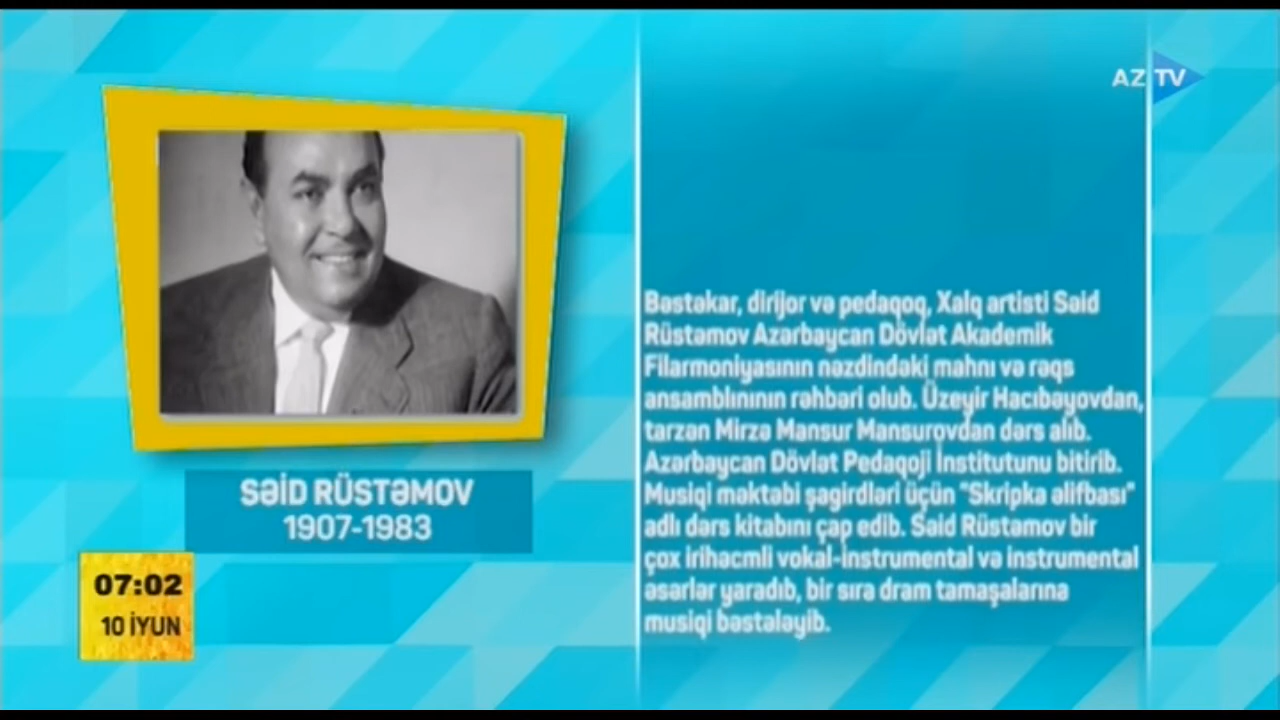 AZTV
Bəstəkar, dirijor və pedaqoq, Xalq artisti Səid
Rüstəmov Azərbaycan Dövlət Akademik
Filarmoniyasının nəzdindəki mahnı və rəqs
ansamblınının rəhbəri olub. Üzeyir Hacıbəyovdan,
tarzən Mirzə Mansur Mansurovdan dərs alıb.
Azərbaycan Dövlət Pedaqoji İnstitutunu bitirib.
Musiqi məktəbi şagirdləri üçün "Skripka əlifbası"
adlı dərs kitabını çap edib. Səid Rüstəmov bir
çox irihəcmli vokal-instrumental və instrumental
əsərlər yaradıb, bir sıra dram tamaşalarına
musiqi bəstələyib.
SƏİD RÜSTƏMOV
1907-1983
07:02
10 İYUN